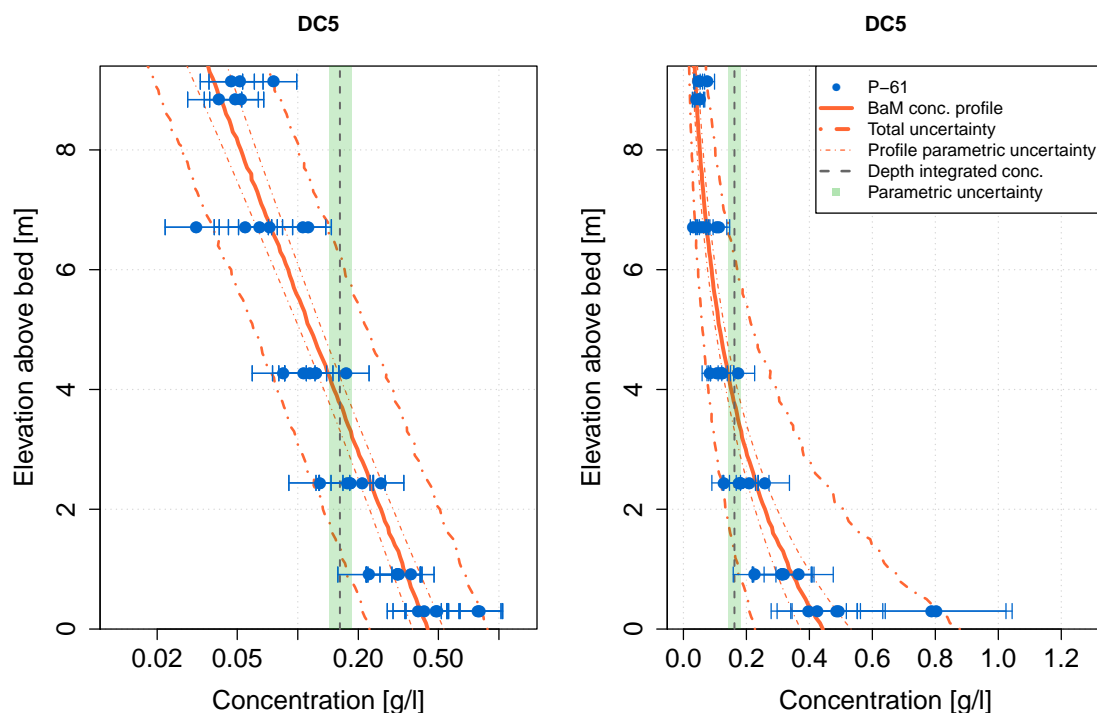 DC5
Elevation above bed [m]
8
6
4
2
0
0.02 0.05 0.20 0.50
Concentration [g/l]
DC5
P−61
BaM conc. profile
Total uncertainty
Profile parametric uncertainty
Depth integrated conc.
Parametric uncertainty
Elevation above bed [m]
8
6
4
2
0
0.0 0.2 0.4 0.6 0.8 1.0 1.2
Concentration [g/l]